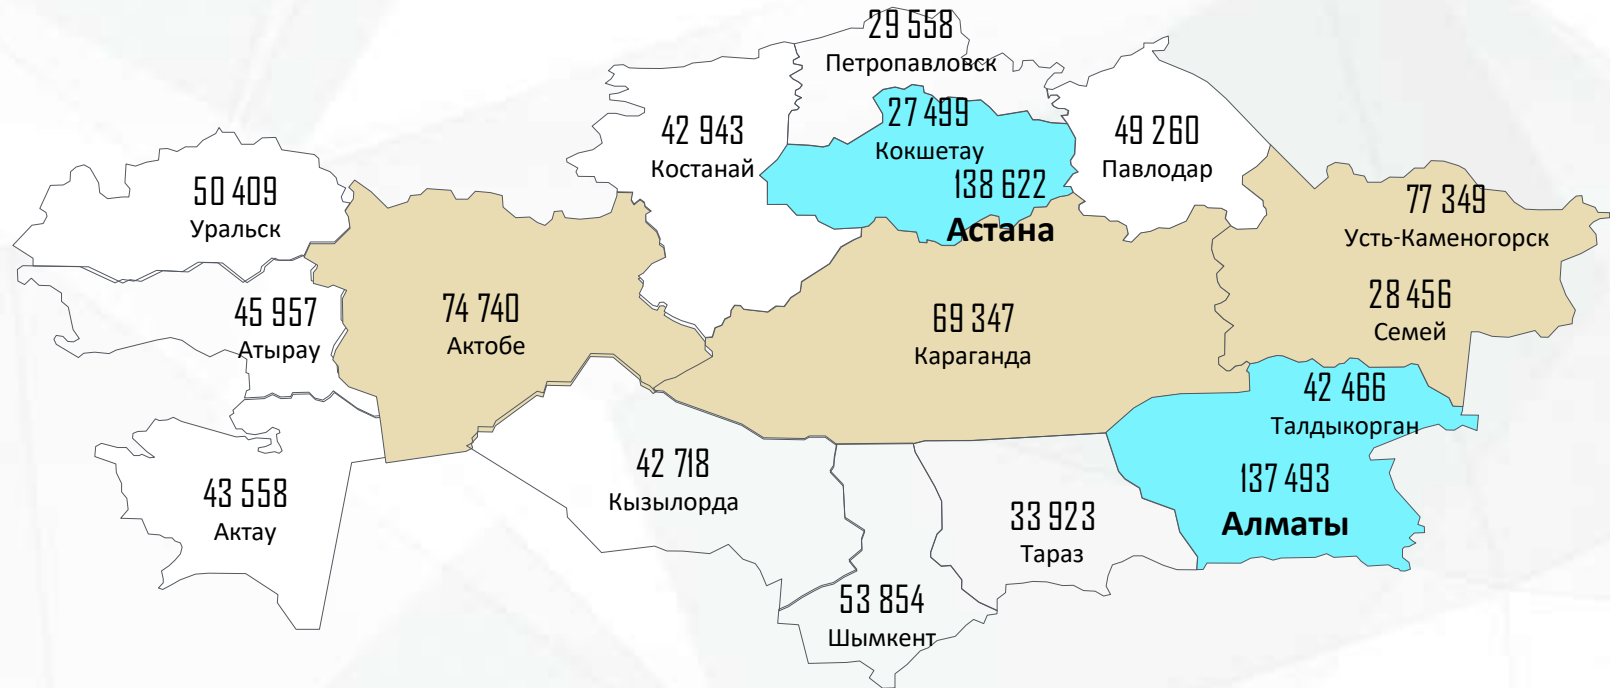 29 558
Петропавловск
27 499
Кокшетау
138 622
Астана
42 943
Костанай
49 260
Павлодар
50 409
Уральск
77 349
Усть-Каменогорск
28 456
Семей
45 957
Атырау
74 740
Актобе
69 347
Караганда
42 466
Талдыкорган
137 493
Алматы
43 558
Актау
42 718
Кызылорда
33 923
Тараз
53 854
Шымкент